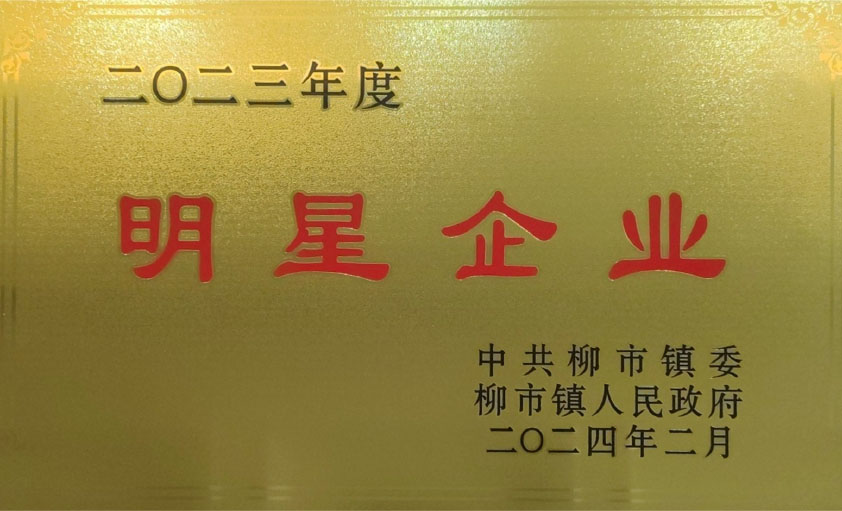 二〇二三年度
明星企业
中共柳市镇委
柳市镇人民政府
二〇二四年二月